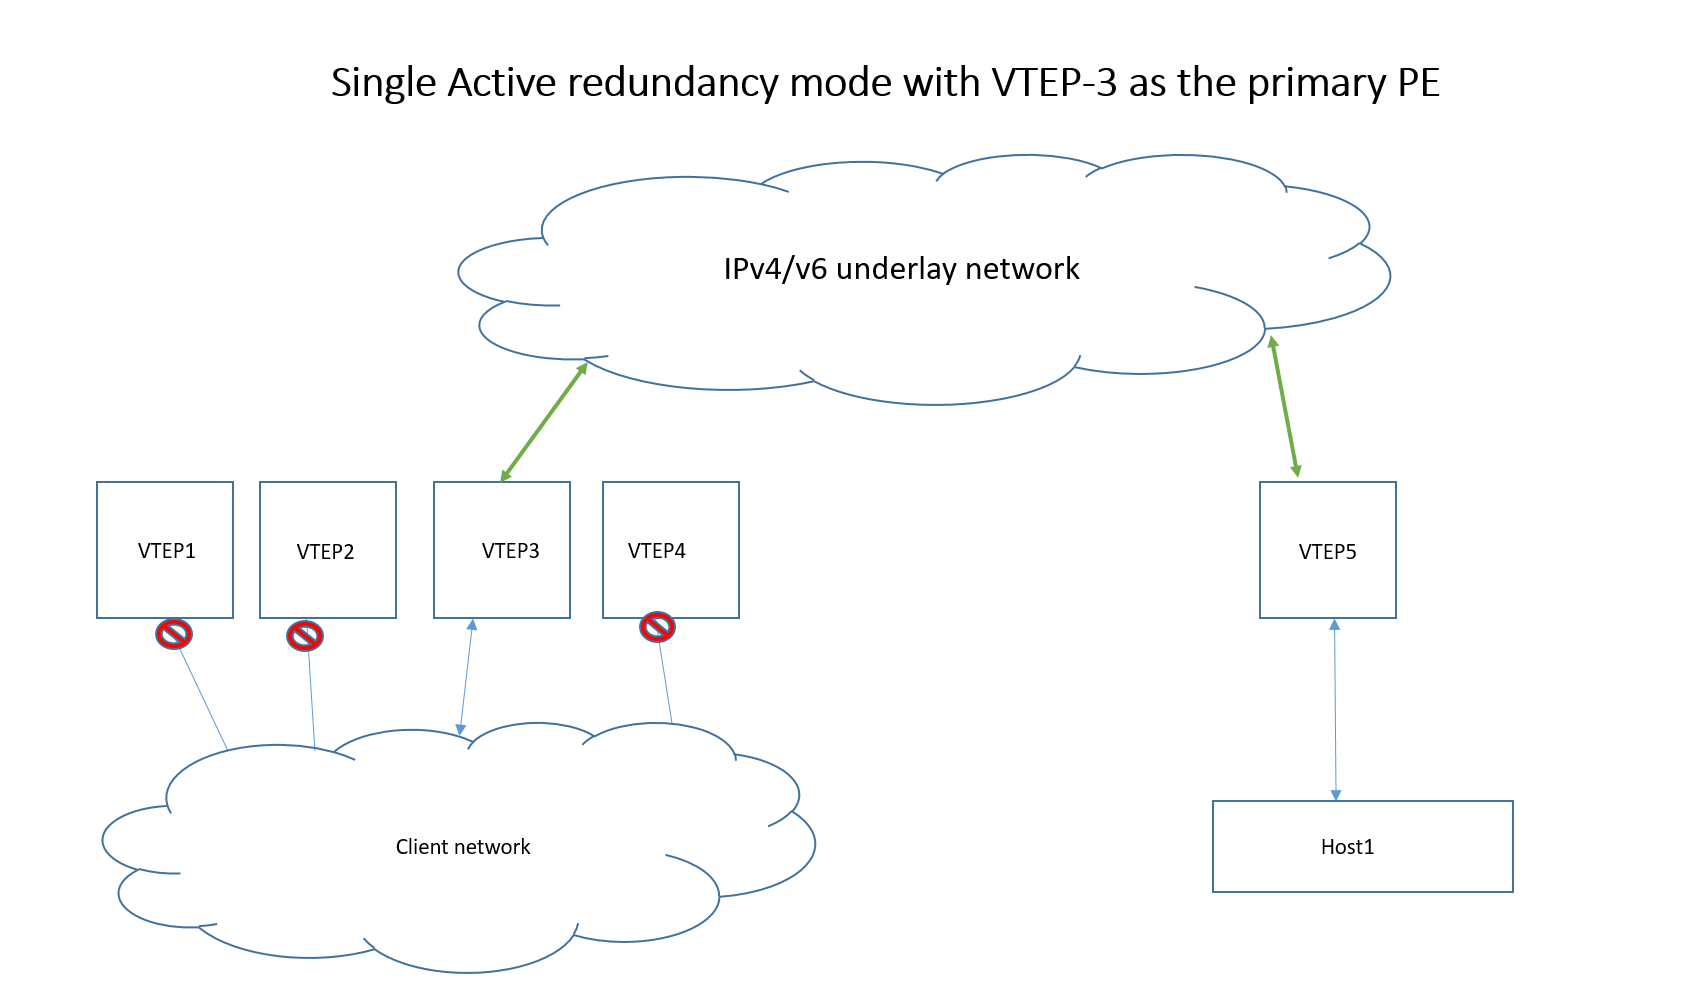 Single Active redundancy mode with VTEP-3 as the primary PE
IPv4/v6 underlay network
VTEP1
VTEP2
VTEP3
VTEP4
VTEP5
Client network
Host1